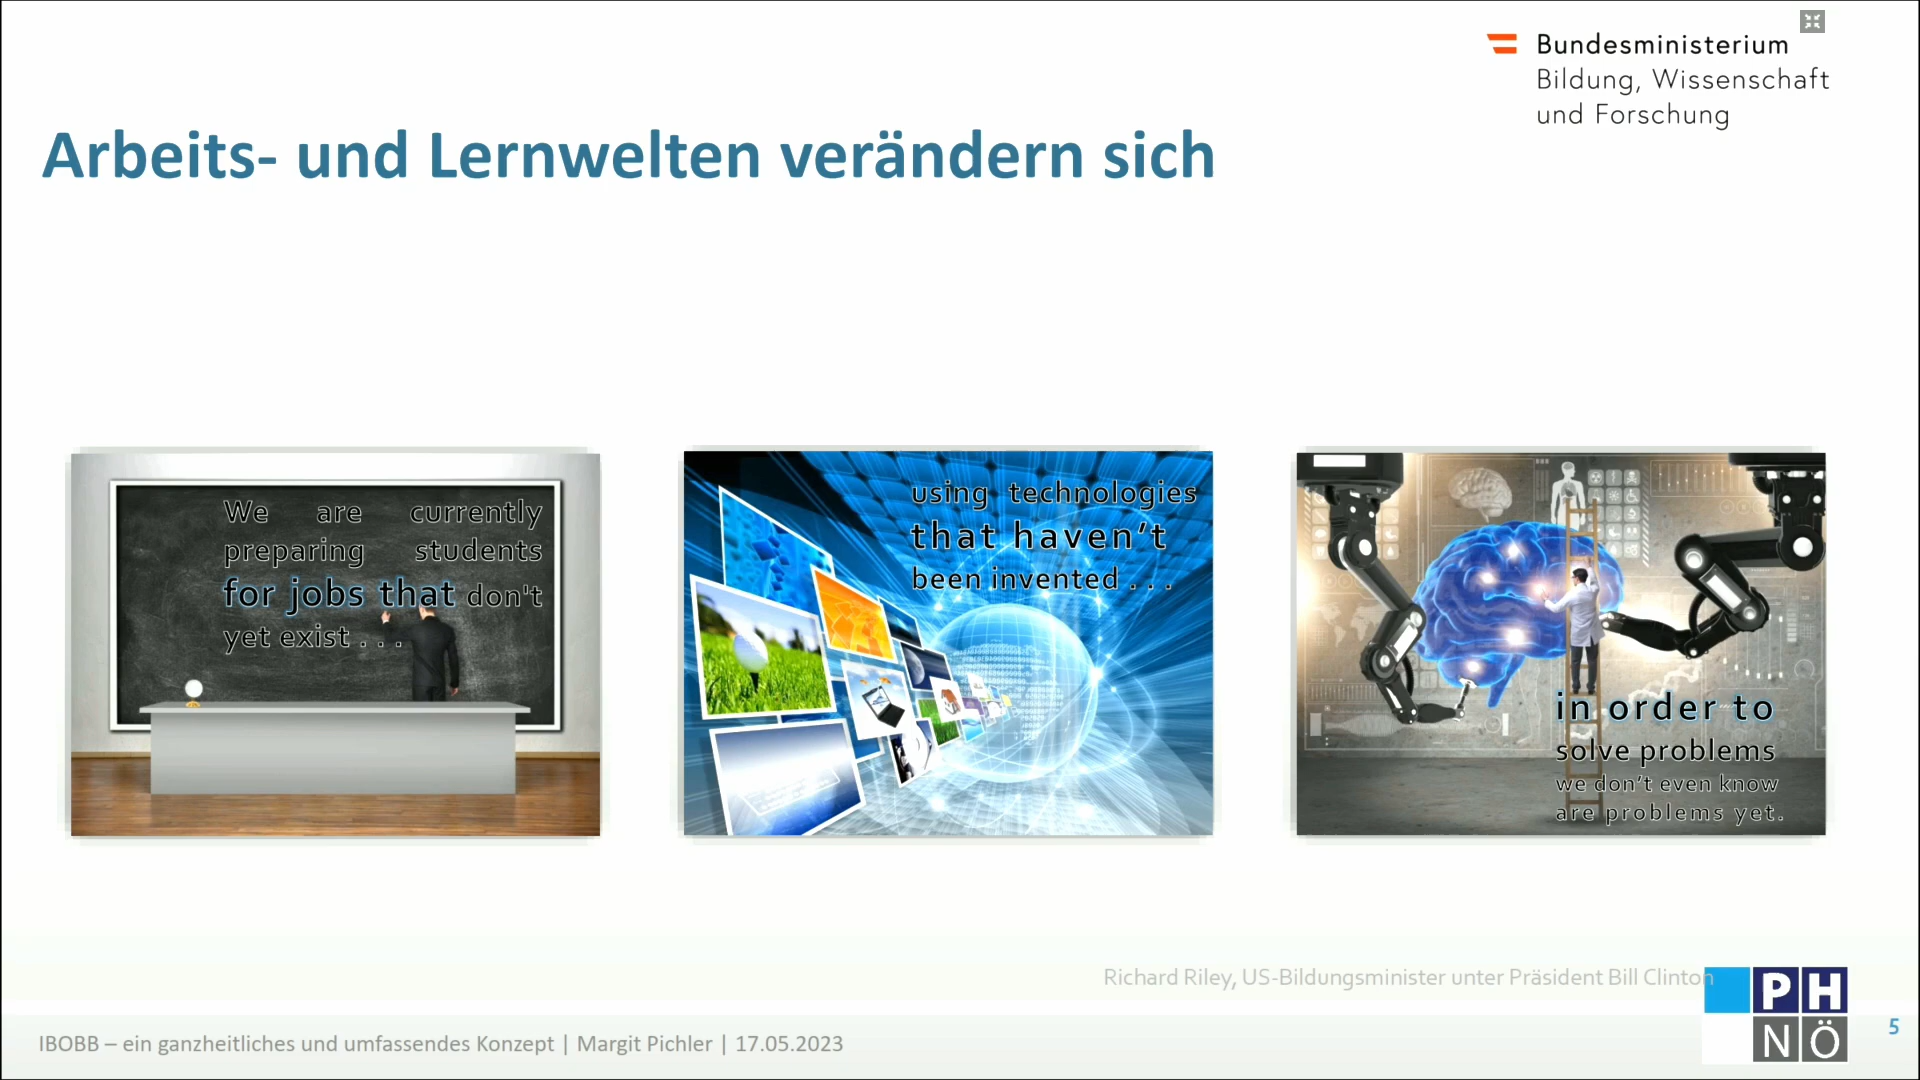 Bundesministerium
Bildung, Wissenschaft
und Forschung
Arbeits- und Lernwelten verändern sich
We are currently
preparing students
for jobs that don't
yet exist . . .
using technologies
that haven’t
been invented . . .
in order to
solve problems
we don’t even know
are problems yet.
Richard Riley, US-Bildungsminister unter Präsident Bill Clinton
PH
NÖ
5
IBOBB – ein ganzheitliches und umfassendes Konzept | Margit Pichler | 17.05.2023